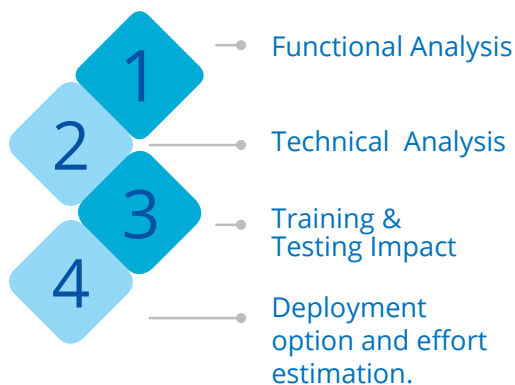 1
Functional Analysis
2
Technical Analysis
3
Training &
Testing Impact
4
Deployment
option and effort
estimation.